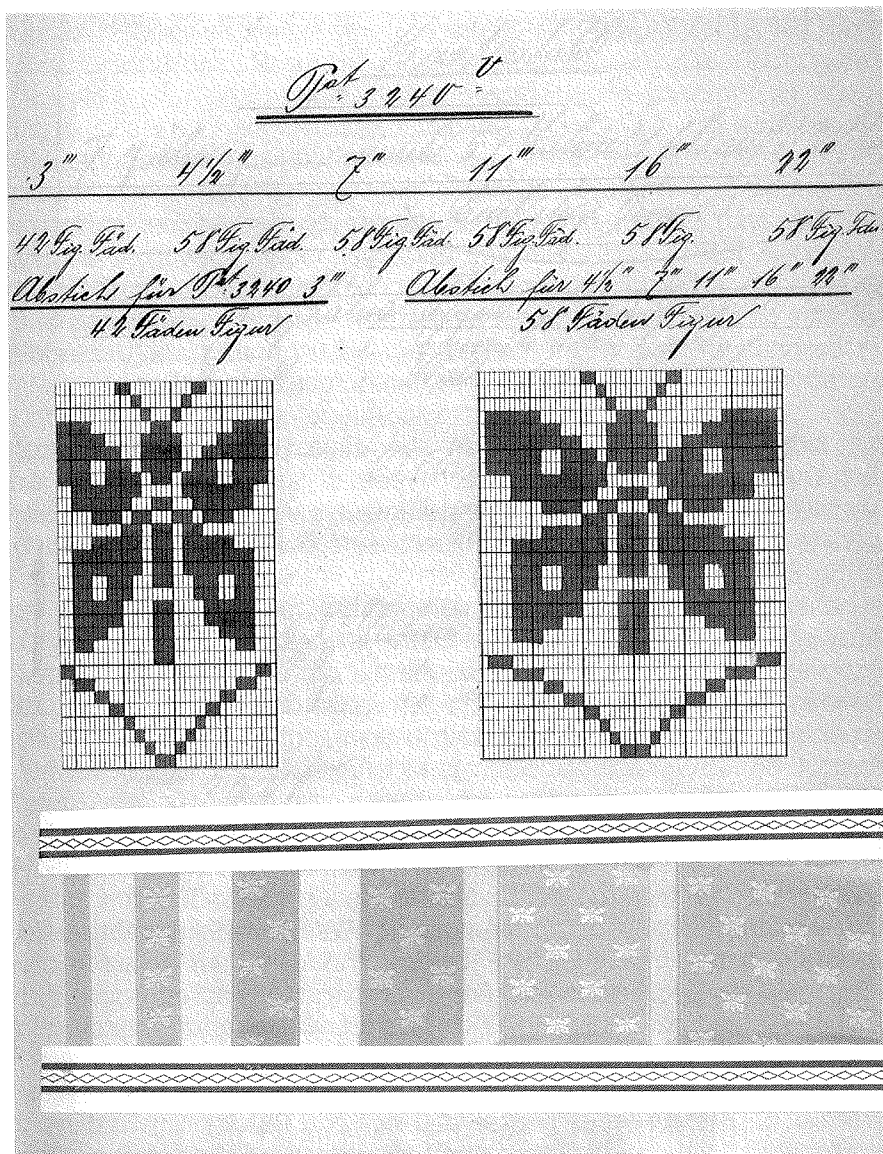 Pat. 3240
3''' 4½''' 7''' 11''' 16''' 22'''
42 Fig. Fäd. 58 Fig. Fäd. 58 Fig Fäd. 58 Fig Fäd. 58 Fig. 58 Fig.
Abstich für Pat. 3240 3''' Abstich für 4½''' 7''' 11''' 16''' 22'''
42 Fäden Figur 58 Fäden Figur